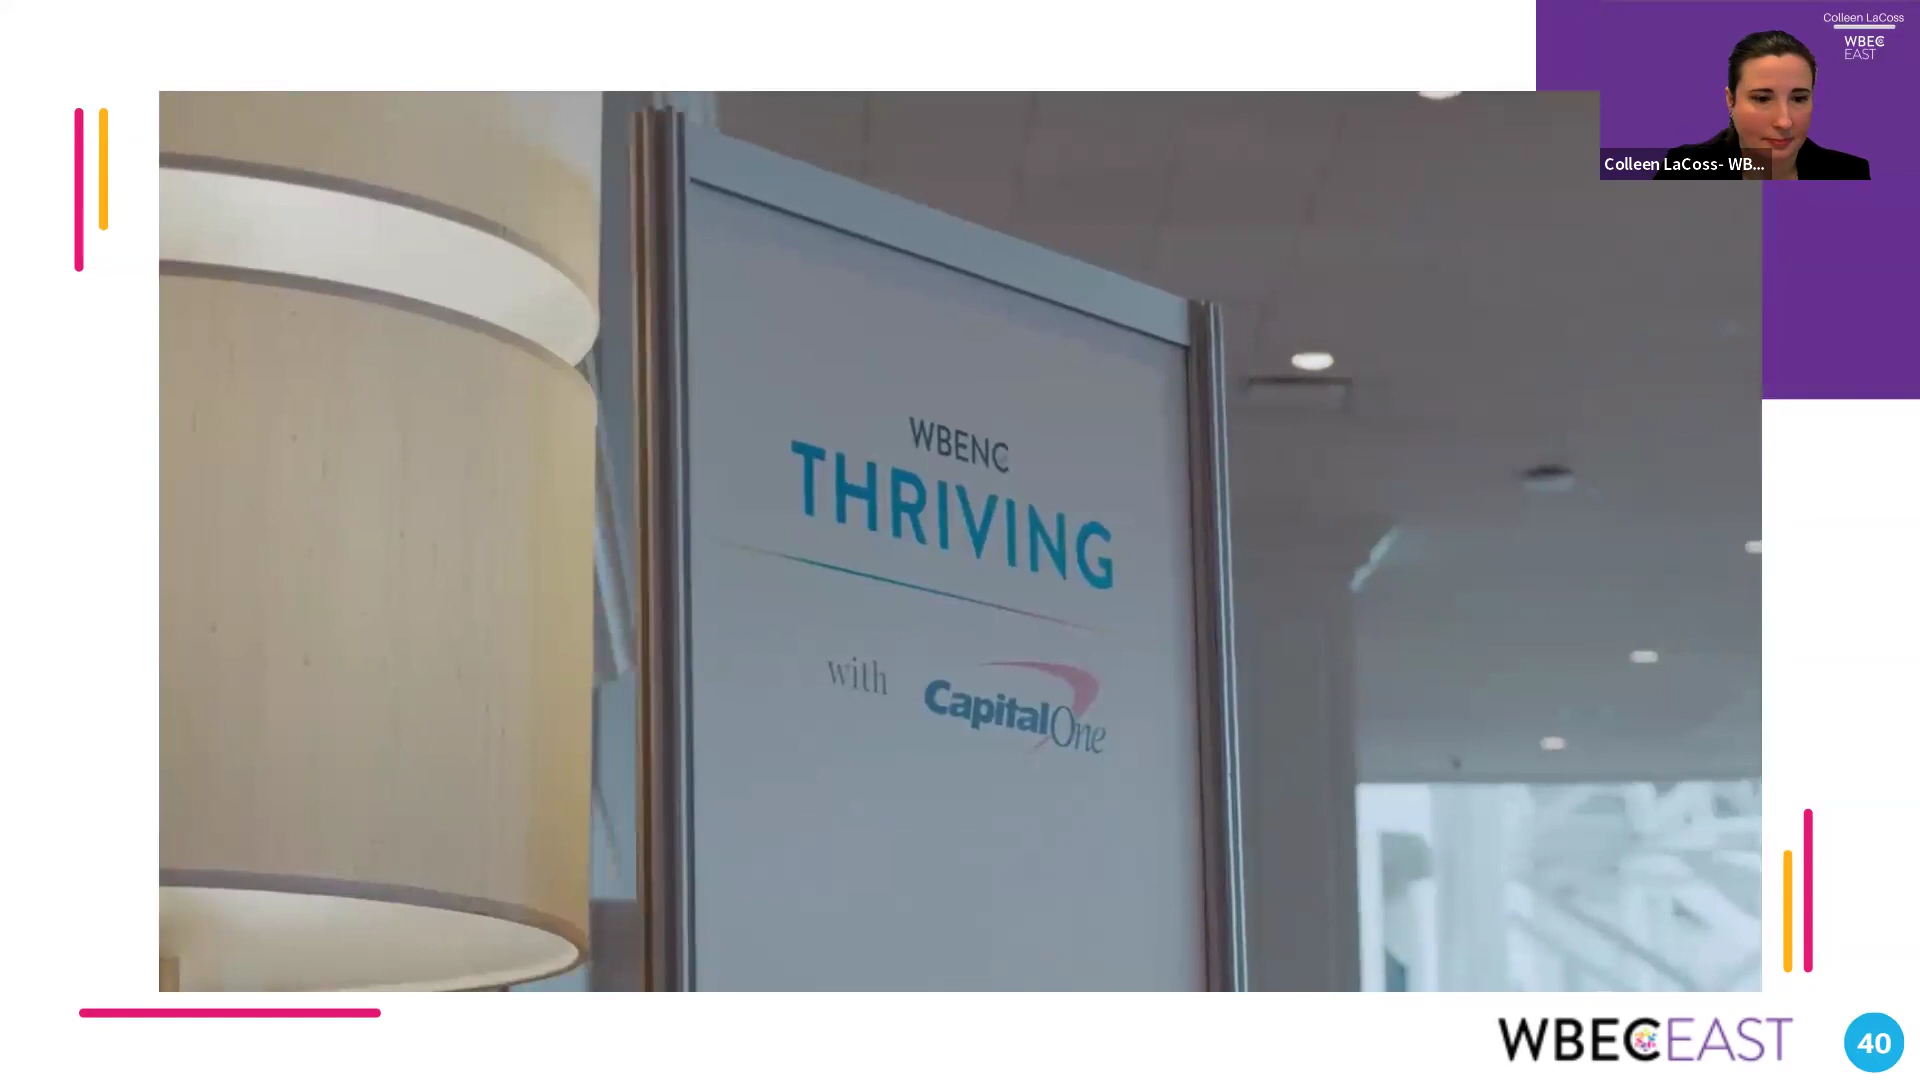 Colleen LaCoss
WBEC
EAST
Colleen LaCoss- WB...
WBENC
THRIVING
with
CapitalOne
WBECEAST
40